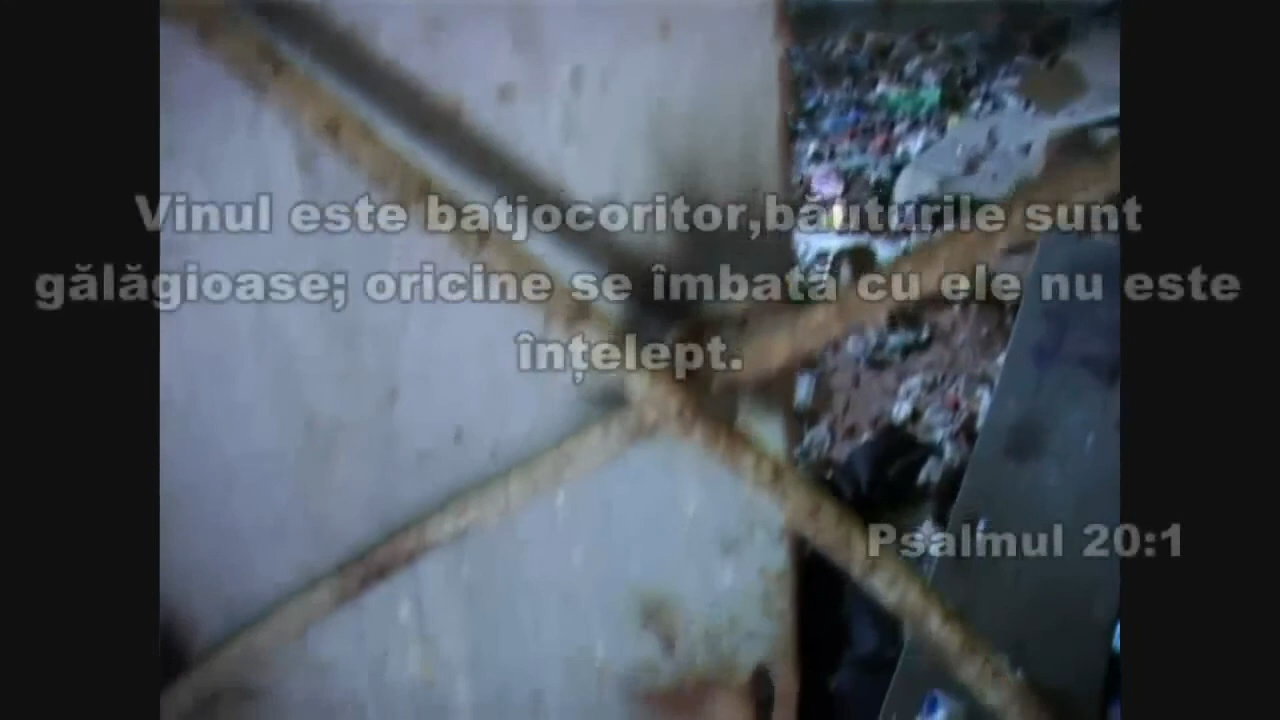 Vinul este batjocoritor,băuturile sunt
gălăgioase; oricine se îmbată cu ele nu este
înțelept.
Psalmul 20:1